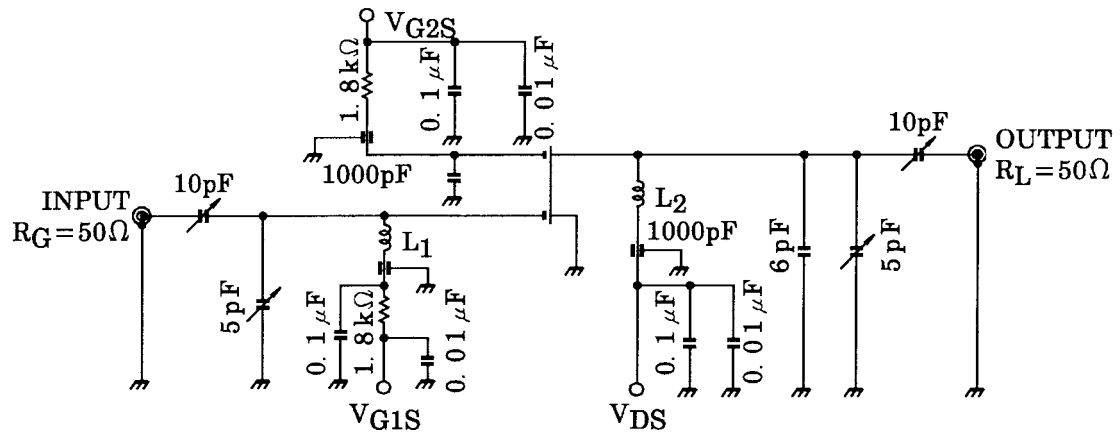 VG2S
1.8kΩ
0.1μF
0.01μF
1000pF
INPUT
RG=50Ω
10pF
5pF
L1
0.1μF
1.8kΩ
0.01μF
VG1S
L2
1000pF
0.1μF
0.01μF
VDS
6pF
5pF
10pF
OUTPUT
RL=50Ω